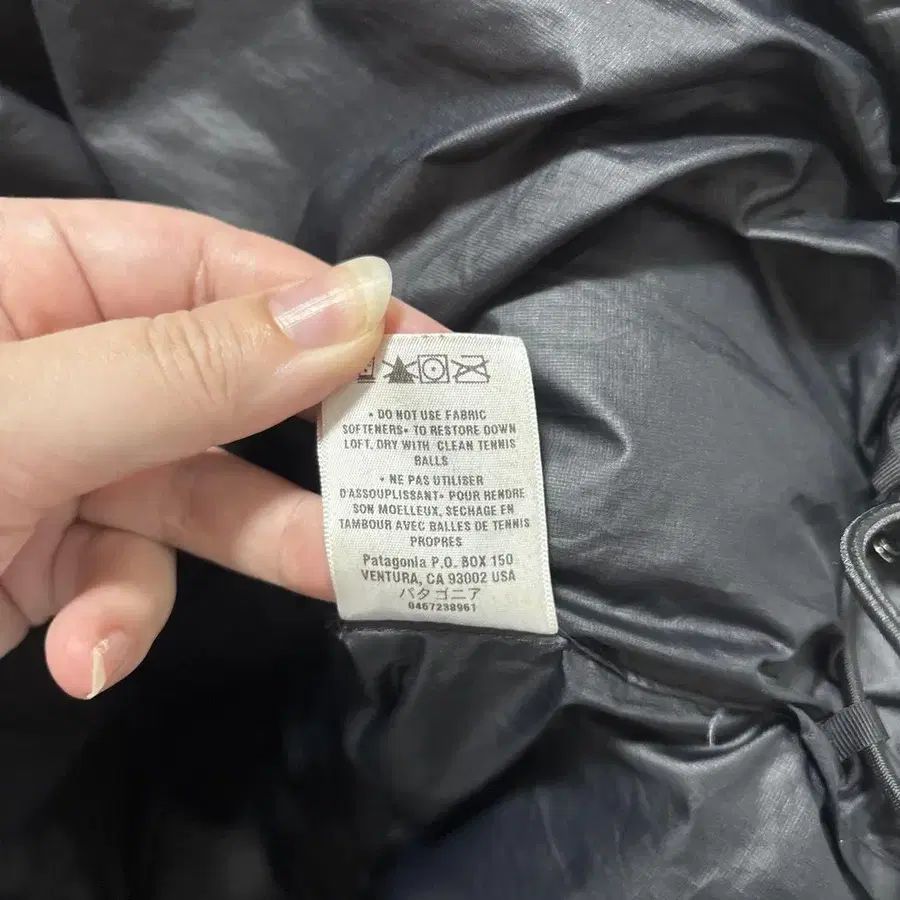 • DO NOT USE FABRIC
SOFTENERS• TO RESTORE DOWN
LOFT, DRY WITH CLEAN TENNIS
BALLS
• NE PAS UTILISER
D'ASSOUPLISSANT• POUR RENDRE
SON MOELLEUX, SECHAGE EN
TAMBOUR AVEC BALLES DE TENNIS
PROPRES
Patagonia P.O. BOX 150
VENTURA, CA 93002 USA
パタゴニア
0467238961